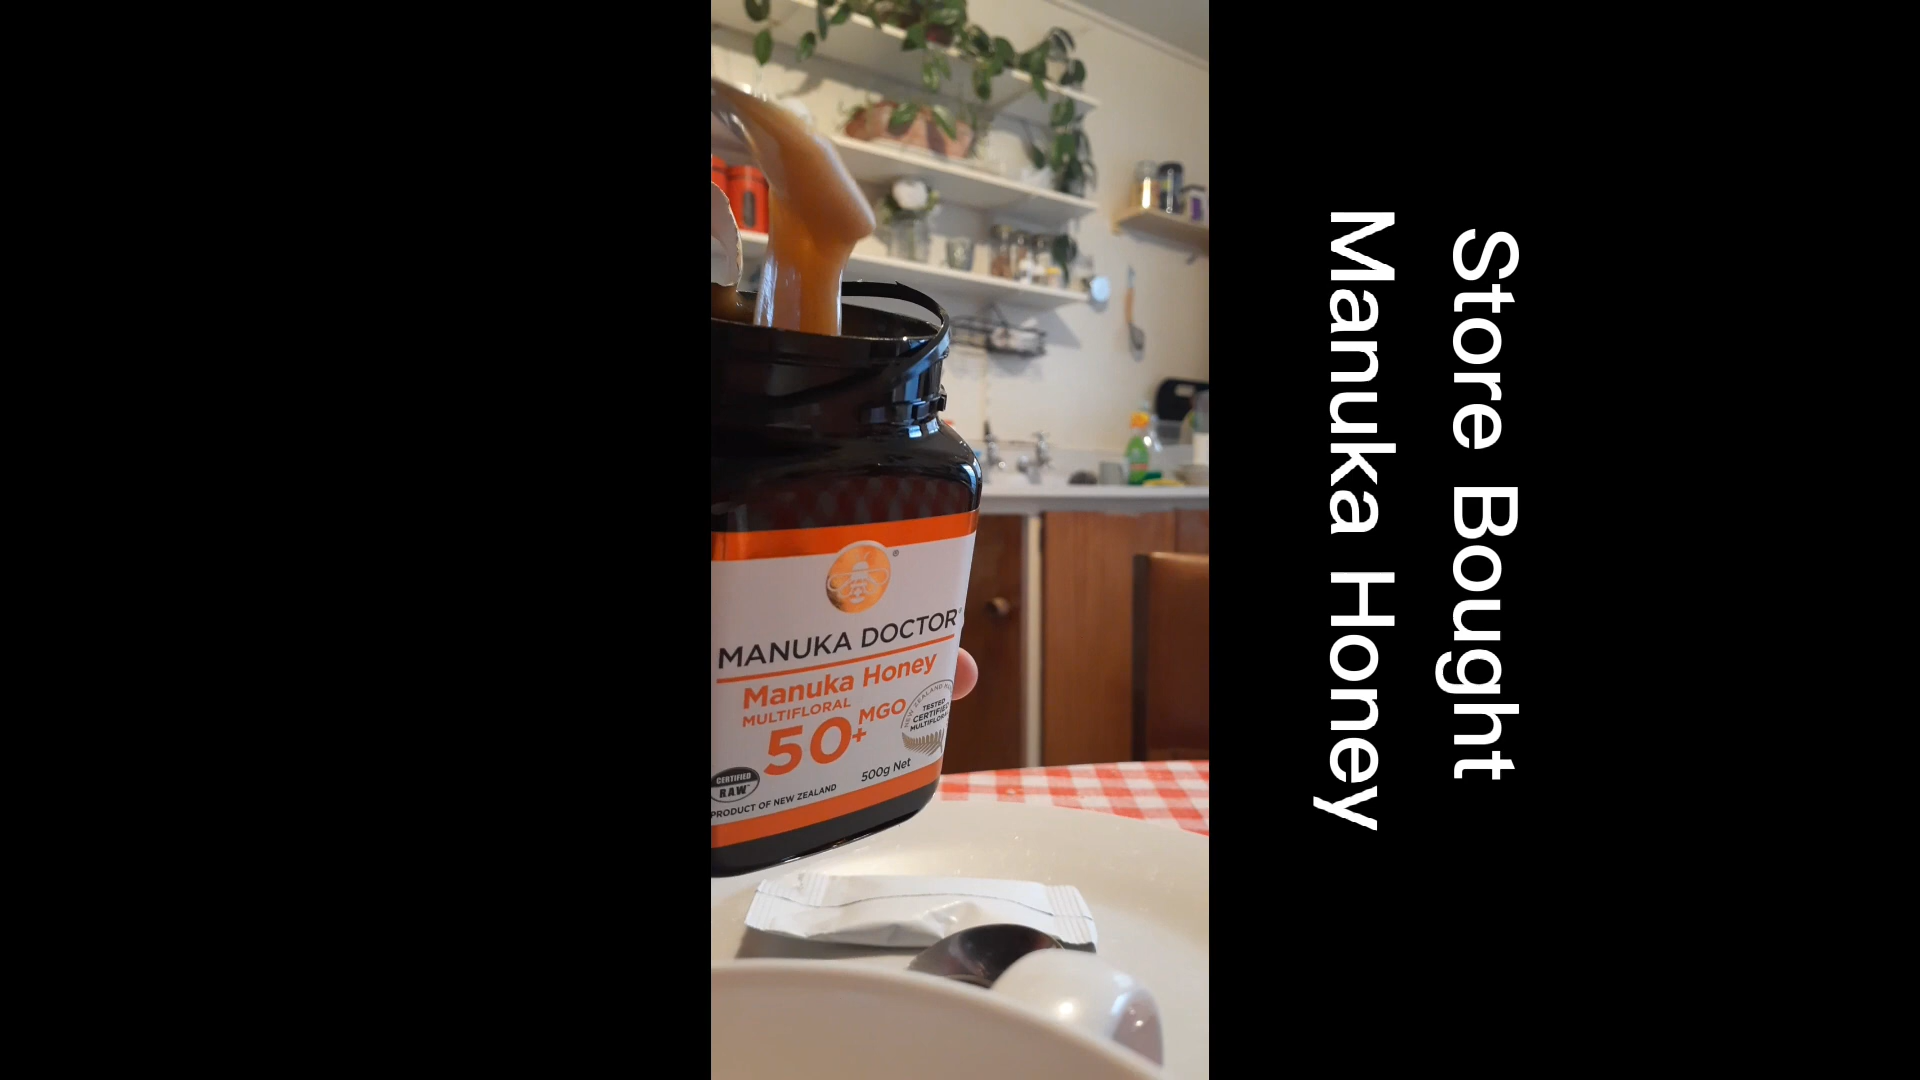 Store Bought
Manuka Honey
®
MANUKA DOCTOR®
Manuka Honey
MULTIFLORAL
50+ MGO
TESTED
CERTIFIED
MULTIFLORAL
CERTIFIED
RAW™
500g Net
PRODUCT OF NEW ZEALAND